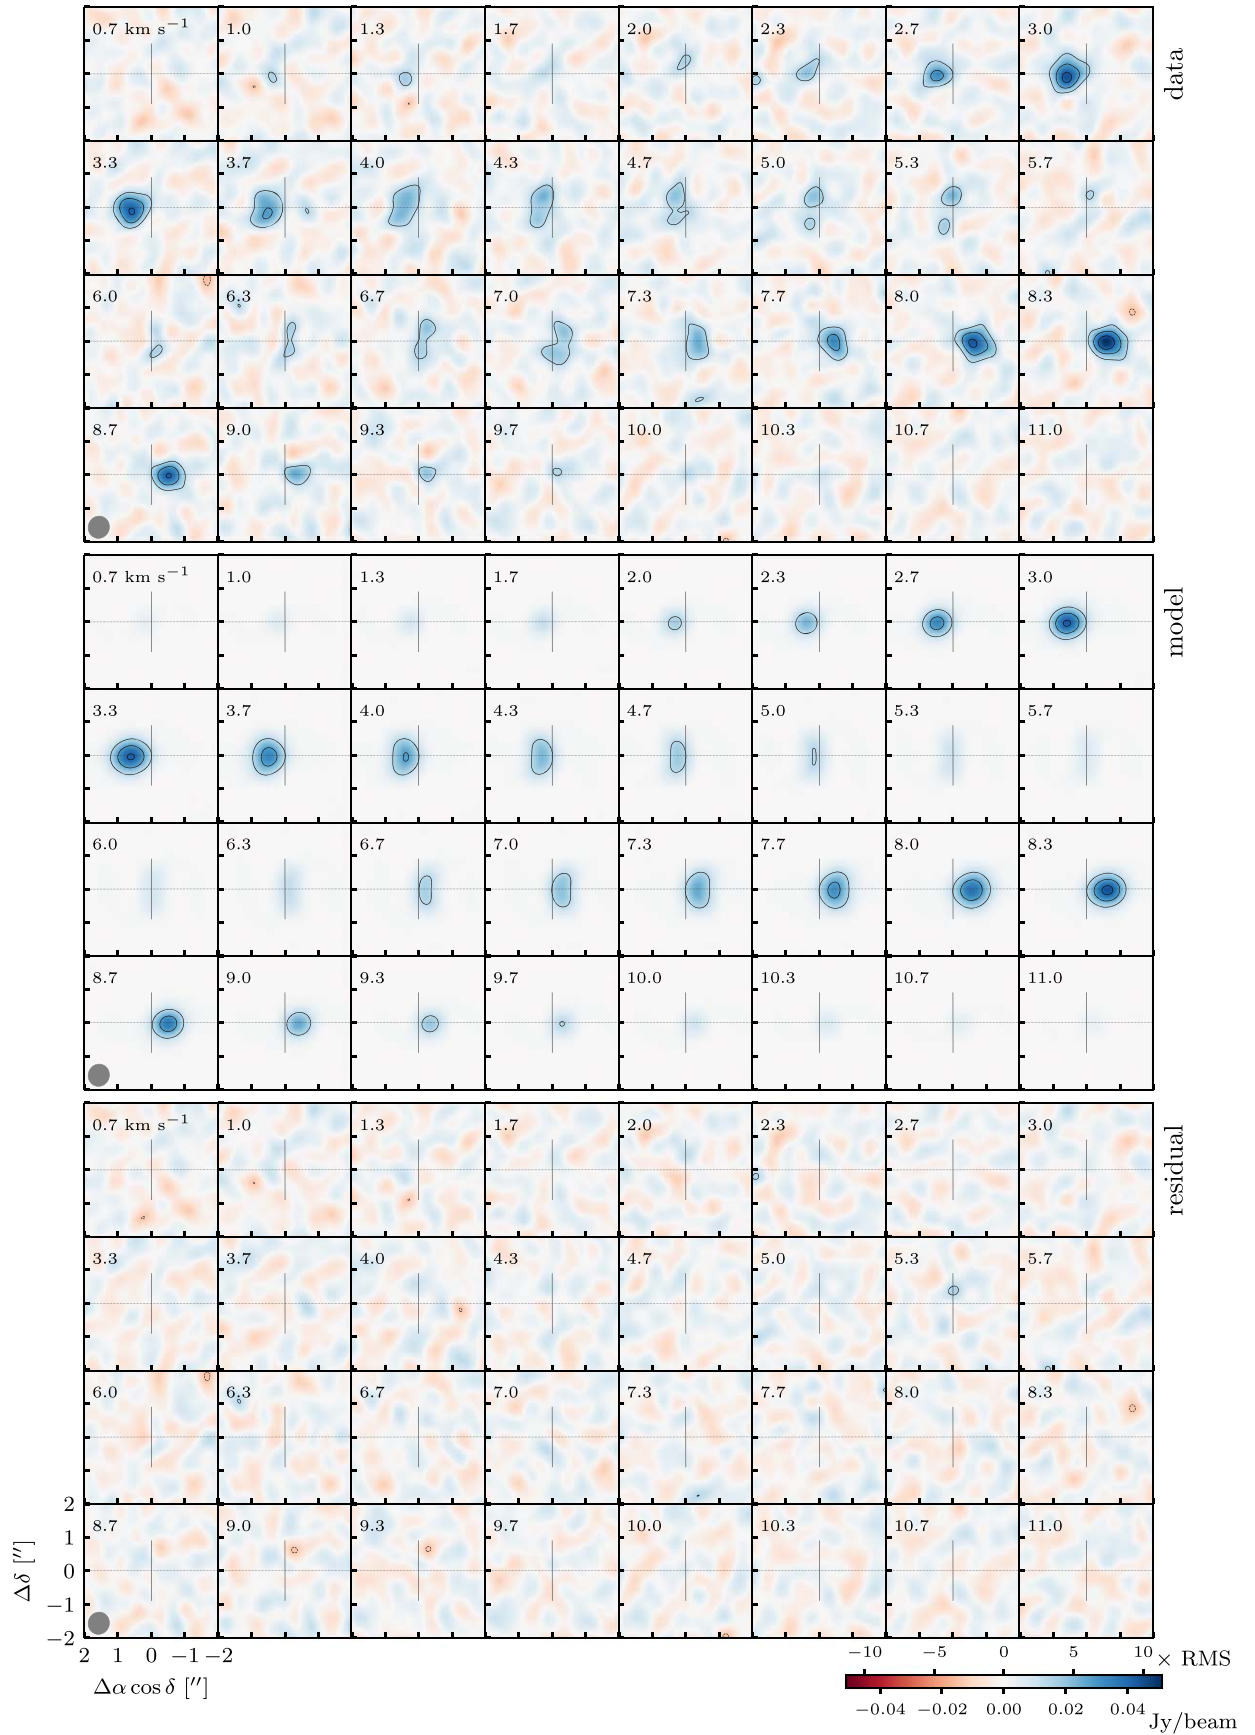 0.7 km s⁻¹ 1.0 1.3 1.7 2.0 2.3 2.7 3.0
data
3.3 3.7 4.0 4.3 4.7 5.0 5.3 5.7
6.0 6.3 6.7 7.0 7.3 7.7 8.0 8.3
8.7 9.0 9.3 9.7 10.0 10.3 10.7 11.0
0.7 km s⁻¹ 1.0 1.3 1.7 2.0 2.3 2.7 3.0
model
3.3 3.7 4.0 4.3 4.7 5.0 5.3 5.7
6.0 6.3 6.7 7.0 7.3 7.7 8.0 8.3
8.7 9.0 9.3 9.7 10.0 10.3 10.7 11.0
0.7 km s⁻¹ 1.0 1.3 1.7 2.0 2.3 2.7 3.0
residual
3.3 3.7 4.0 4.3 4.7 5.0 5.3 5.7
6.0 6.3 6.7 7.0 7.3 7.7 8.0 8.3
8.7 9.0 9.3 9.7 10.0 10.3 10.7 11.0
2
1
0
−1
−2
Δδ [″]
2 1 0 −1 −2
Δα cos δ [″]
−10 −5 0 5 10 × RMS
−0.04 −0.02 0.00 0.02 0.04
Jy/beam